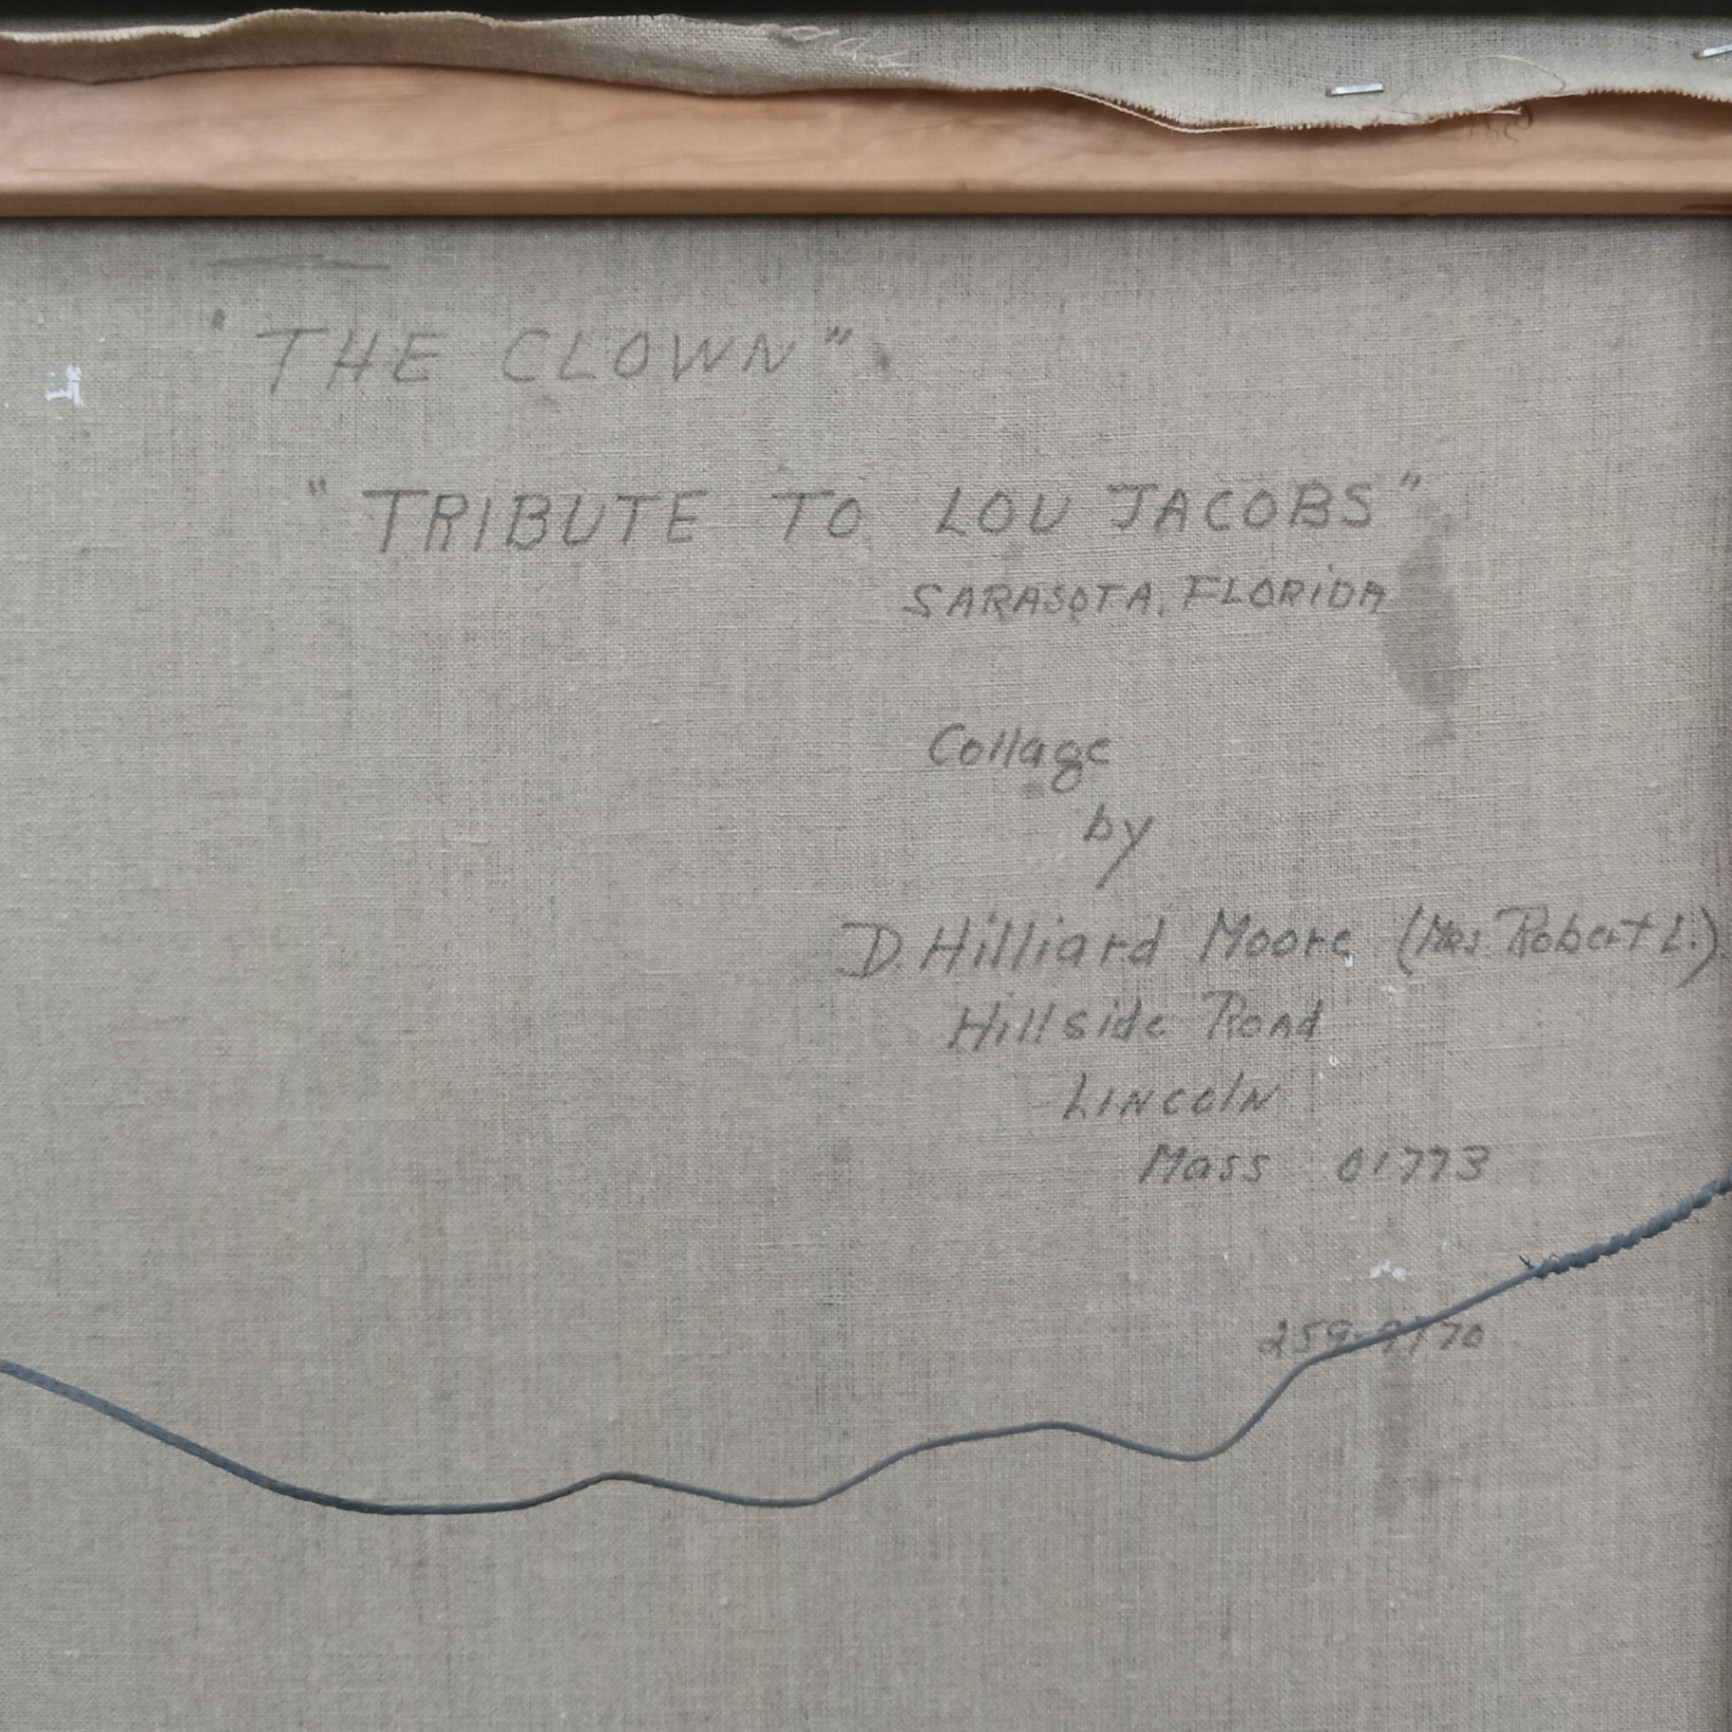 "THE CLOWN".
"TRIBUTE TO LOU JACOBS"
SARASOTA, FLORIDA
Collage
by
D. Hilliard Moore (Mrs. Robert L.)
Hillside Road
Lincoln
Mass 01773
259-9170